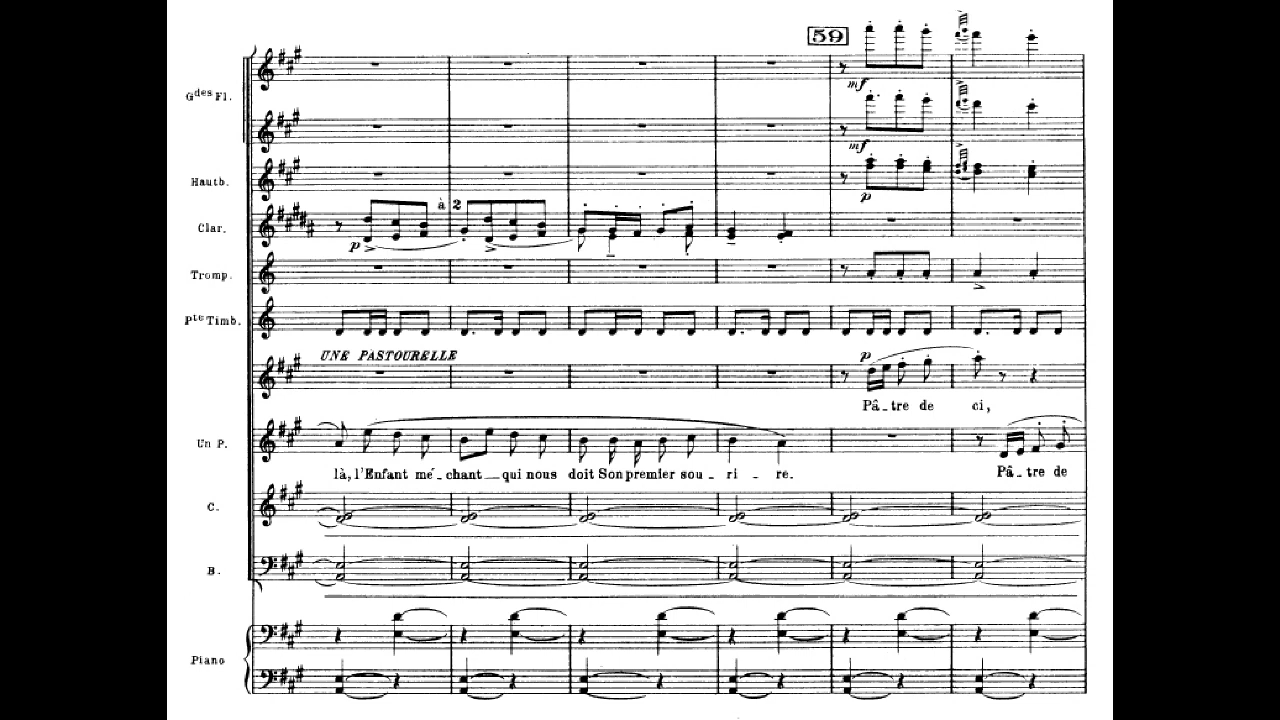 59
Gdes Fl.
mf
mf
Hautb.
p
à 2
Clar.
p
Tromp.
Pte Timb.
UNE PASTOURELLE
p
Pâ_tre de ci,
Un P.
là, l'Enfant mé_chant_qui nous doit Son premier sou_ri_re. Pâ_tre de
C.
B.
Piano